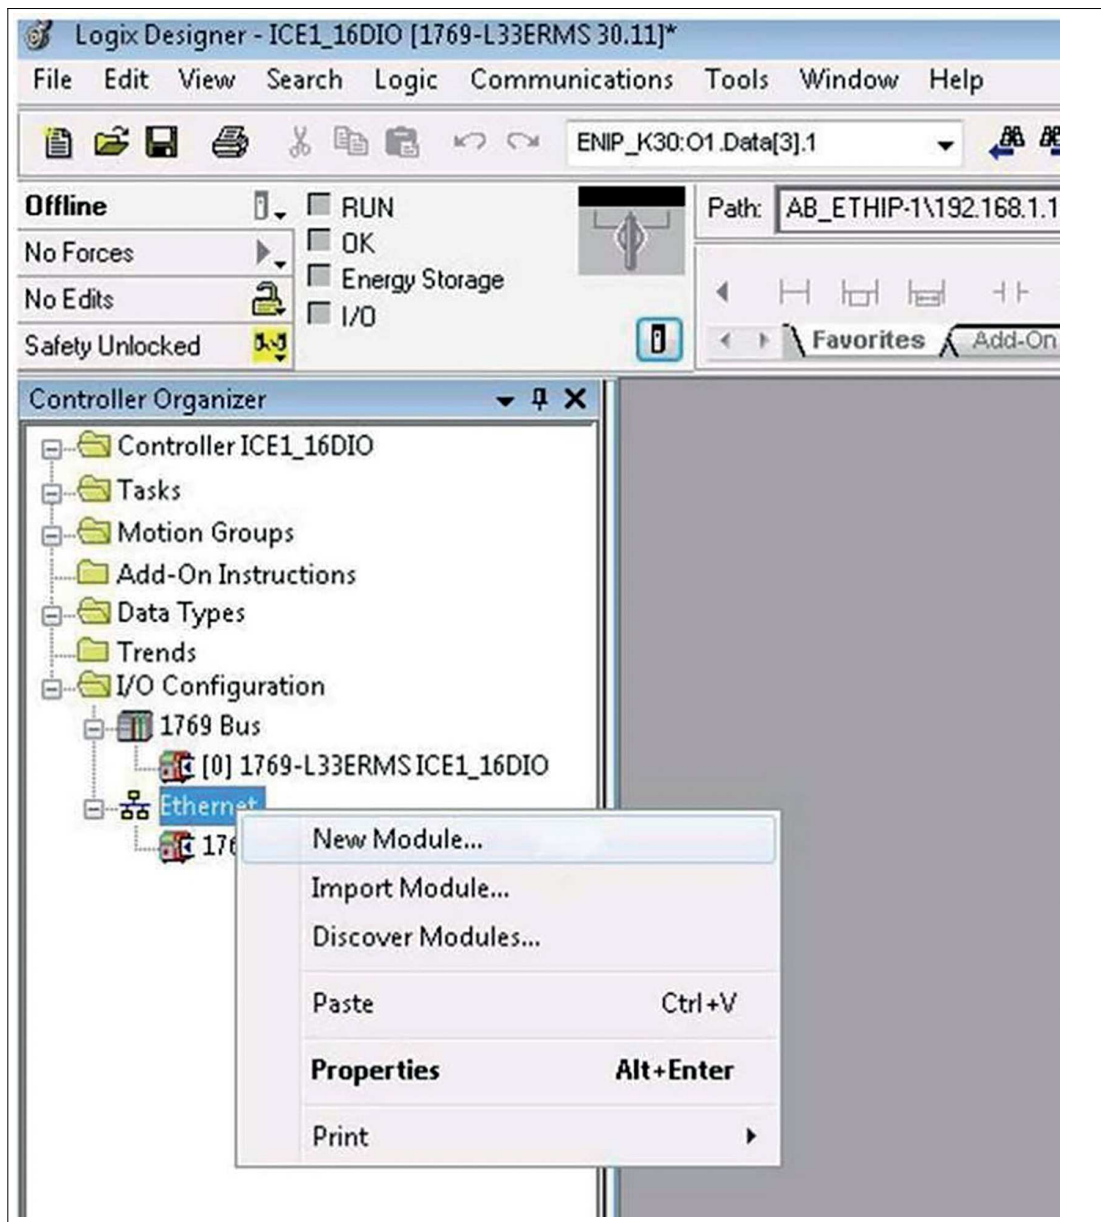 Logix Designer - ICE1_16DIO [1769-L33ERMS 30.11]*
File Edit View Search Logic Communications Tools Window Help
ENIP_K30:O1.Data[3].1
Offline
RUN
Path: AB_ETHIP-1\192.168.1.1
No Forces
OK
Energy Storage
No Edits
I/O
Safety Unlocked
Favorites Add-On
Controller Organizer
Controller ICE1_16DIO
Tasks
Motion Groups
Add-On Instructions
Data Types
Trends
I/O Configuration
1769 Bus
[0] 1769-L33ERMS ICE1_16DIO
Ethernet
176
New Module...
Import Module...
Discover Modules...
Paste Ctrl+V
Properties Alt+Enter
Print